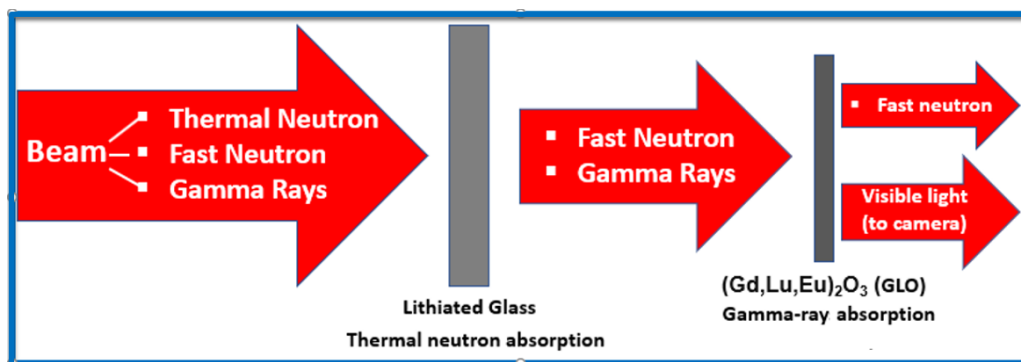 Beam
▪ Thermal Neutron
▪ Fast Neutron
▪ Gamma Rays
Lithiated Glass
Thermal neutron absorption
▪ Fast Neutron
▪ Gamma Rays
(Gd,Lu,Eu)₂O₃ (GLO)
Gamma-ray absorption
▪ Fast neutron
Visible light
(to camera)